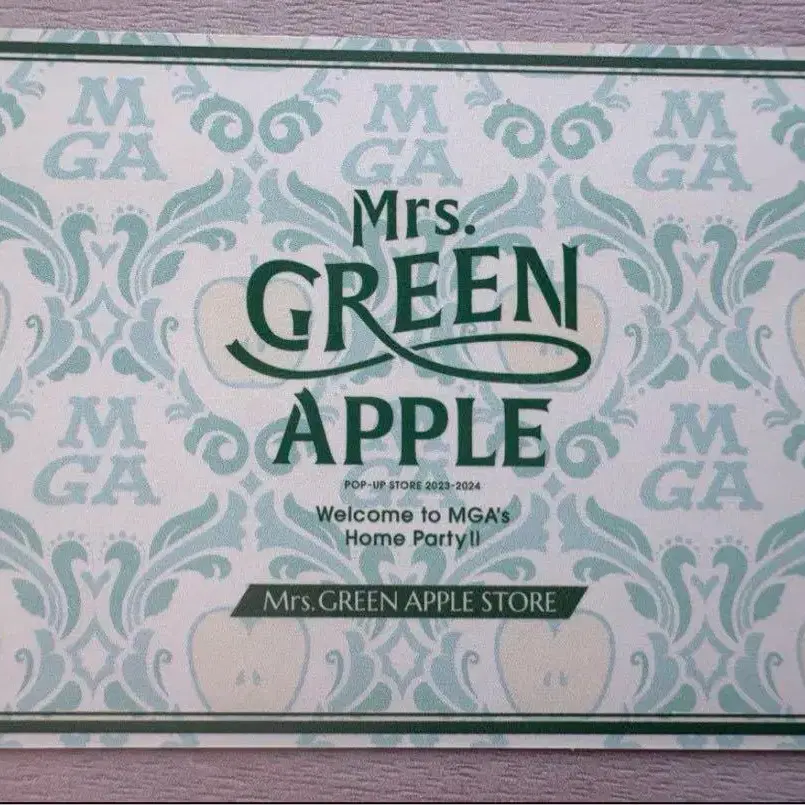 M
GA
M
GA
M
GA
Mrs.
GREEN
APPLE
POP-UP STORE 2023-2024
Welcome to MGA's
Home Party!!
M
GA
M
GA
Mrs. GREEN APPLE STORE